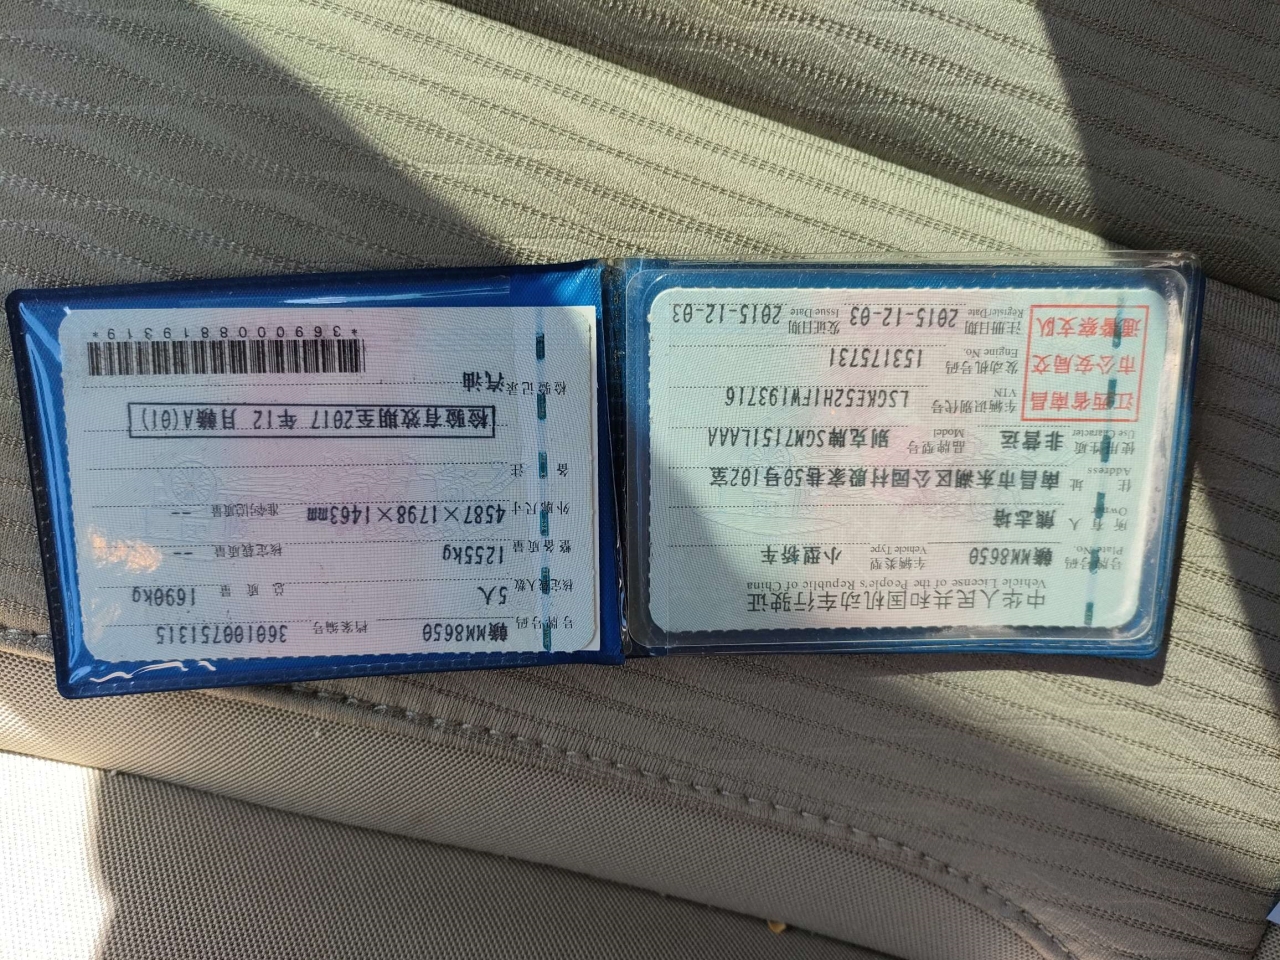 中华人民共和国机动车行驶证
Vehicle License of the People's Republic of China
号牌号码 Plate No. 赣MM8650 车辆类型 Vehicle Type 小型轿车
所有人 Owner 熊志培
住址 Address 南昌市东湖区公园村殷家巷50号102室
使用性质 Use Character 非营运 品牌型号 Model 别克牌SGM7151LAAA
江西省南昌
市公安局交
通警察支队
车辆识别代号 VIN LSGKE52H1FW193716
发动机号码 Engine No. 153175731
注册日期 Register Date 2015-12-03 发证日期 Issue Date 2015-12-03
号牌号码 赣MM8650 档案编号 360100751315
核定载人数 5人 总质量 1690kg
整备质量 1255kg 核定载质量 --
外廓尺寸 4587×1798×1463mm 准牵引总质量 --
备注
检验有效期至2017 年12 月赣A(01)
检验记录 汽油
*3690008819319*